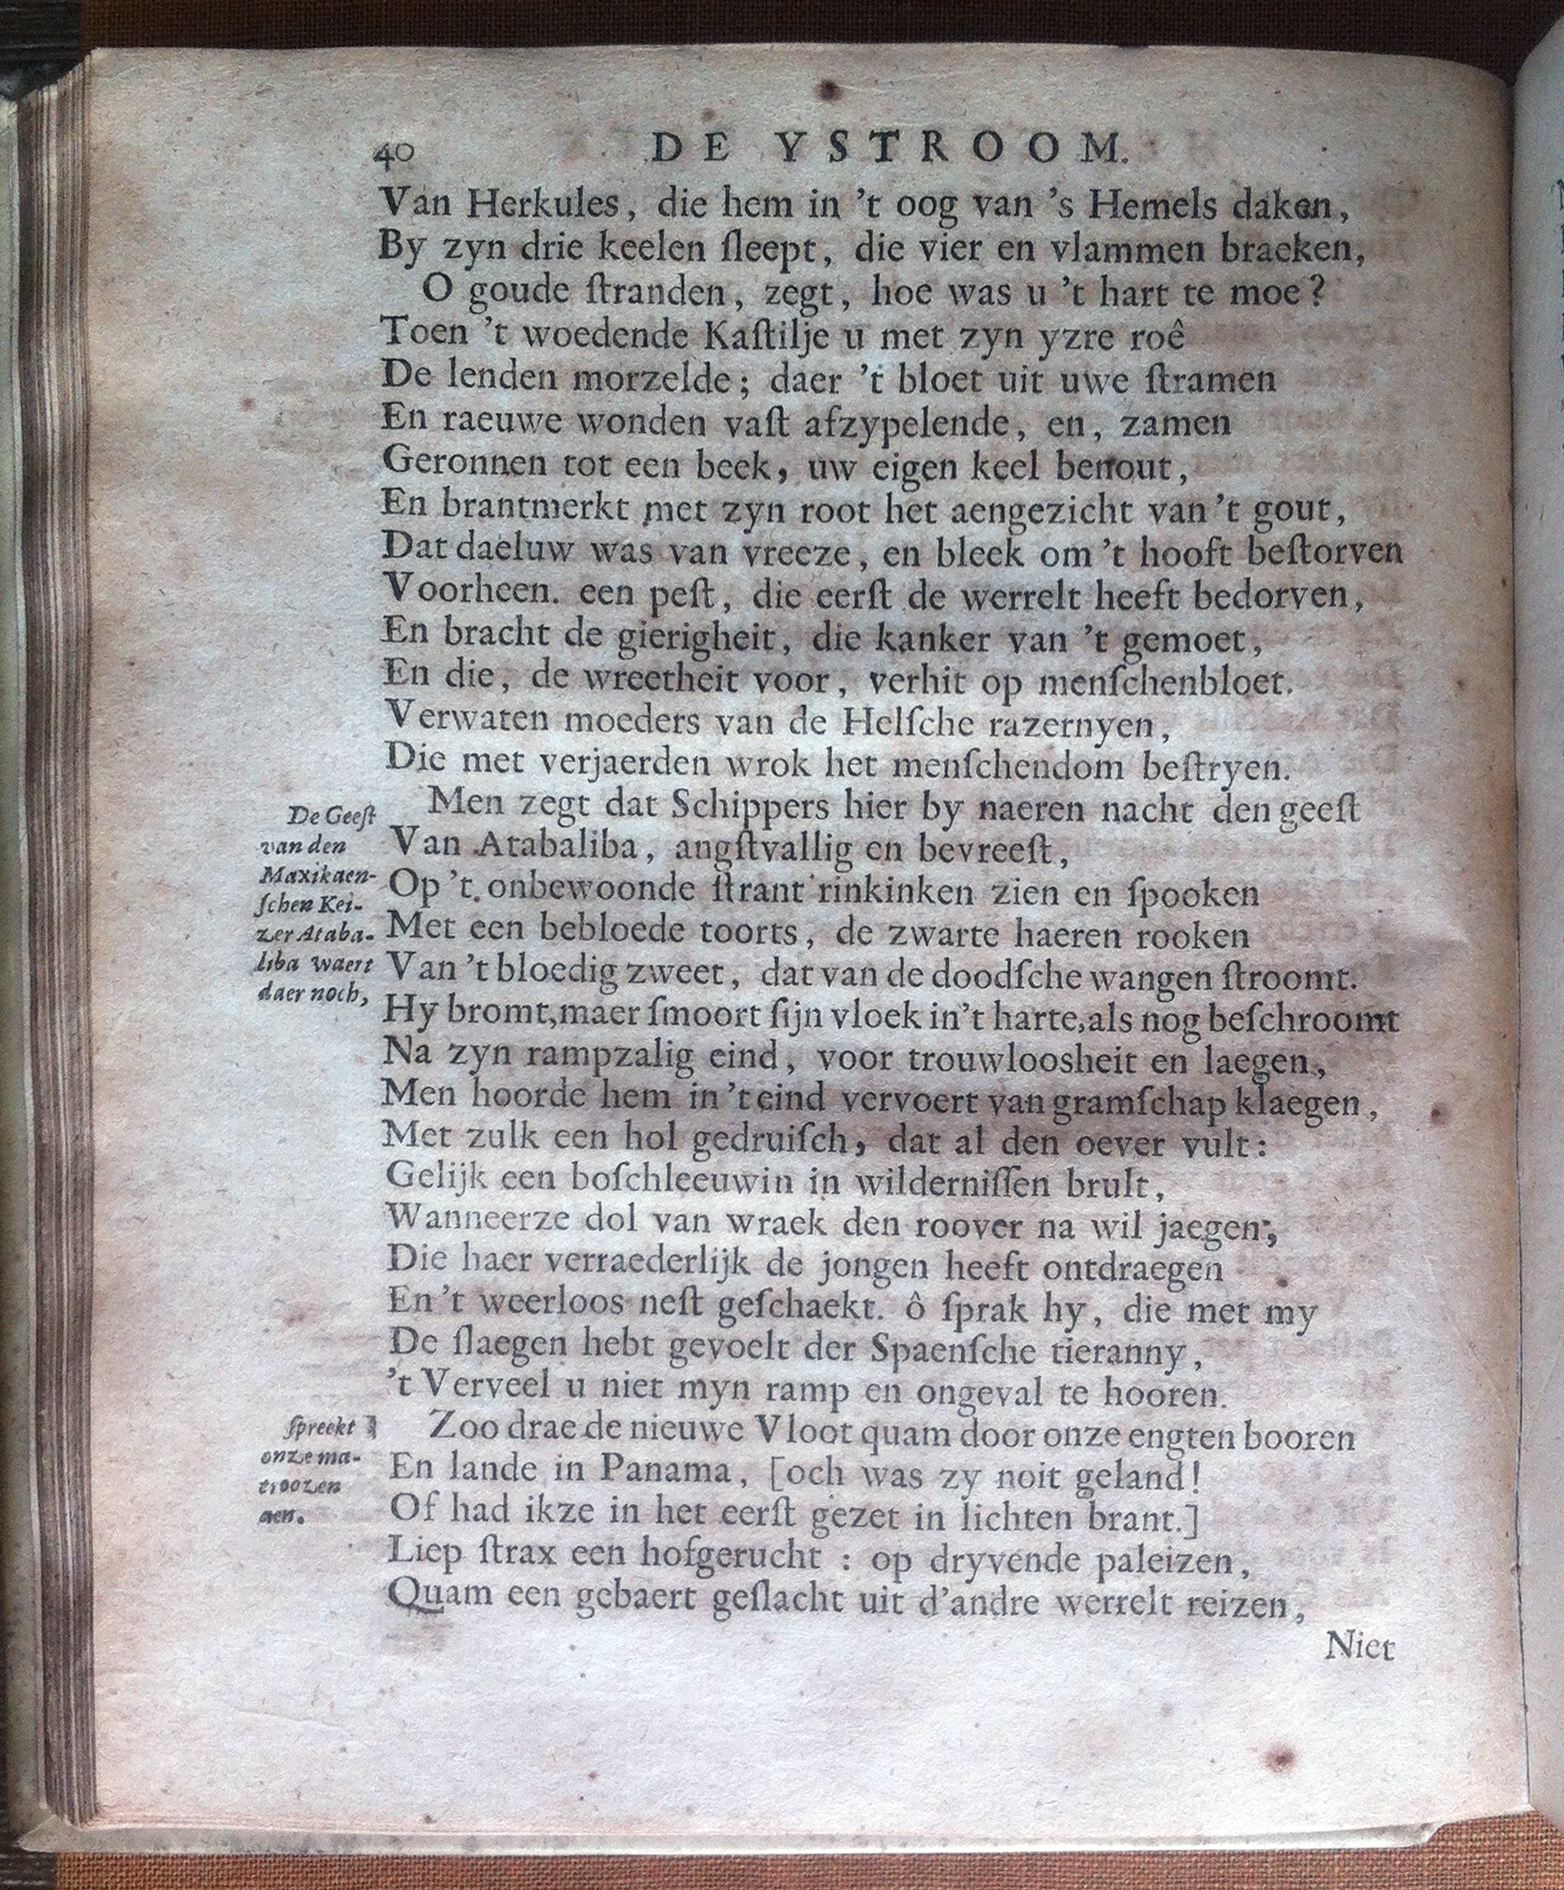 40 DE YSTROOM.
Van Herkules, die hem in 't oog van 's Hemels daken,
By zyn drie keelen ſleept, die vier en vlammen braeken,
O goude ſtranden, zegt, hoe was u 't hart te moe?
Toen 't woedende Kaſtilje u met zyn yzre roê
De lenden morzelde; daer 't bloet uit uwe ſtramen
En raeuwe wonden vaſt afzypelende, en, zamen
Geronnen tot een beek, uw eigen keel benout,
En brantmerkt met zyn root het aengezicht van 't gout,
Dat daeluw was van vreeze, en bleek om 't hooft beſtorven
Voorheen. een peſt, die eerſt de werrelt heeft bedorven,
En bracht de gierigheit, die kanker van 't gemoet,
En die, de wreetheit voor, verhit op menſchenbloet.
Verwaten moeders van de Helſche razernyen,
Die met verjaerden wrok het menſchendom beſtryen.
Men zegt dat Schippers hier by naeren nacht den geeſt
Van Atabaliba, angſtvallig en bevreeſt,
Op 't onbewoonde ſtrant rinkinken zien en ſpooken
Met een bebloede toorts, de zwarte haeren rooken
Van 't bloedig zweet, dat van de doodſche wangen ſtroomt.
Hy bromt, maer ſmoort ſijn vloek in 't harte, als nog beſchroomt
Na zyn rampzalig eind, voor trouwloosheit en laegen,
Men hoorde hem in 't eind vervoert van gramſchap klaegen,
Met zulk een hol gedruiſch, dat al den oever vult:
Gelijk een boſchleeuwin in wilderniſſen brult,
Wanneerze dol van wraek den roover na wil jaegen,
Die haer verraederlijk de jongen heeft ontdraegen
En 't weerloos neſt geſchaekt. ô ſprak hy, die met my
De ſlaegen hebt gevoelt der Spaenſche tieranny,
't Verveel u niet myn ramp en ongeval te hooren.
Zoo drae de nieuwe Vloot quam door onze engten booren
En lande in Panama, [och was zy noit geland!
Of had ikze in het eerſt gezet in lichten brant.]
Liep ſtrax een hofgerucht : op dryvende paleizen,
Quam een gebaert geſlacht uit d'andre werrelt reizen,
Niet
De Geeſt
van den
Maxikaen-
ſchen Kei-
zer Ataba-
liba waert
daer noch,
ſpreekt
onze ma-
troozen
aen.